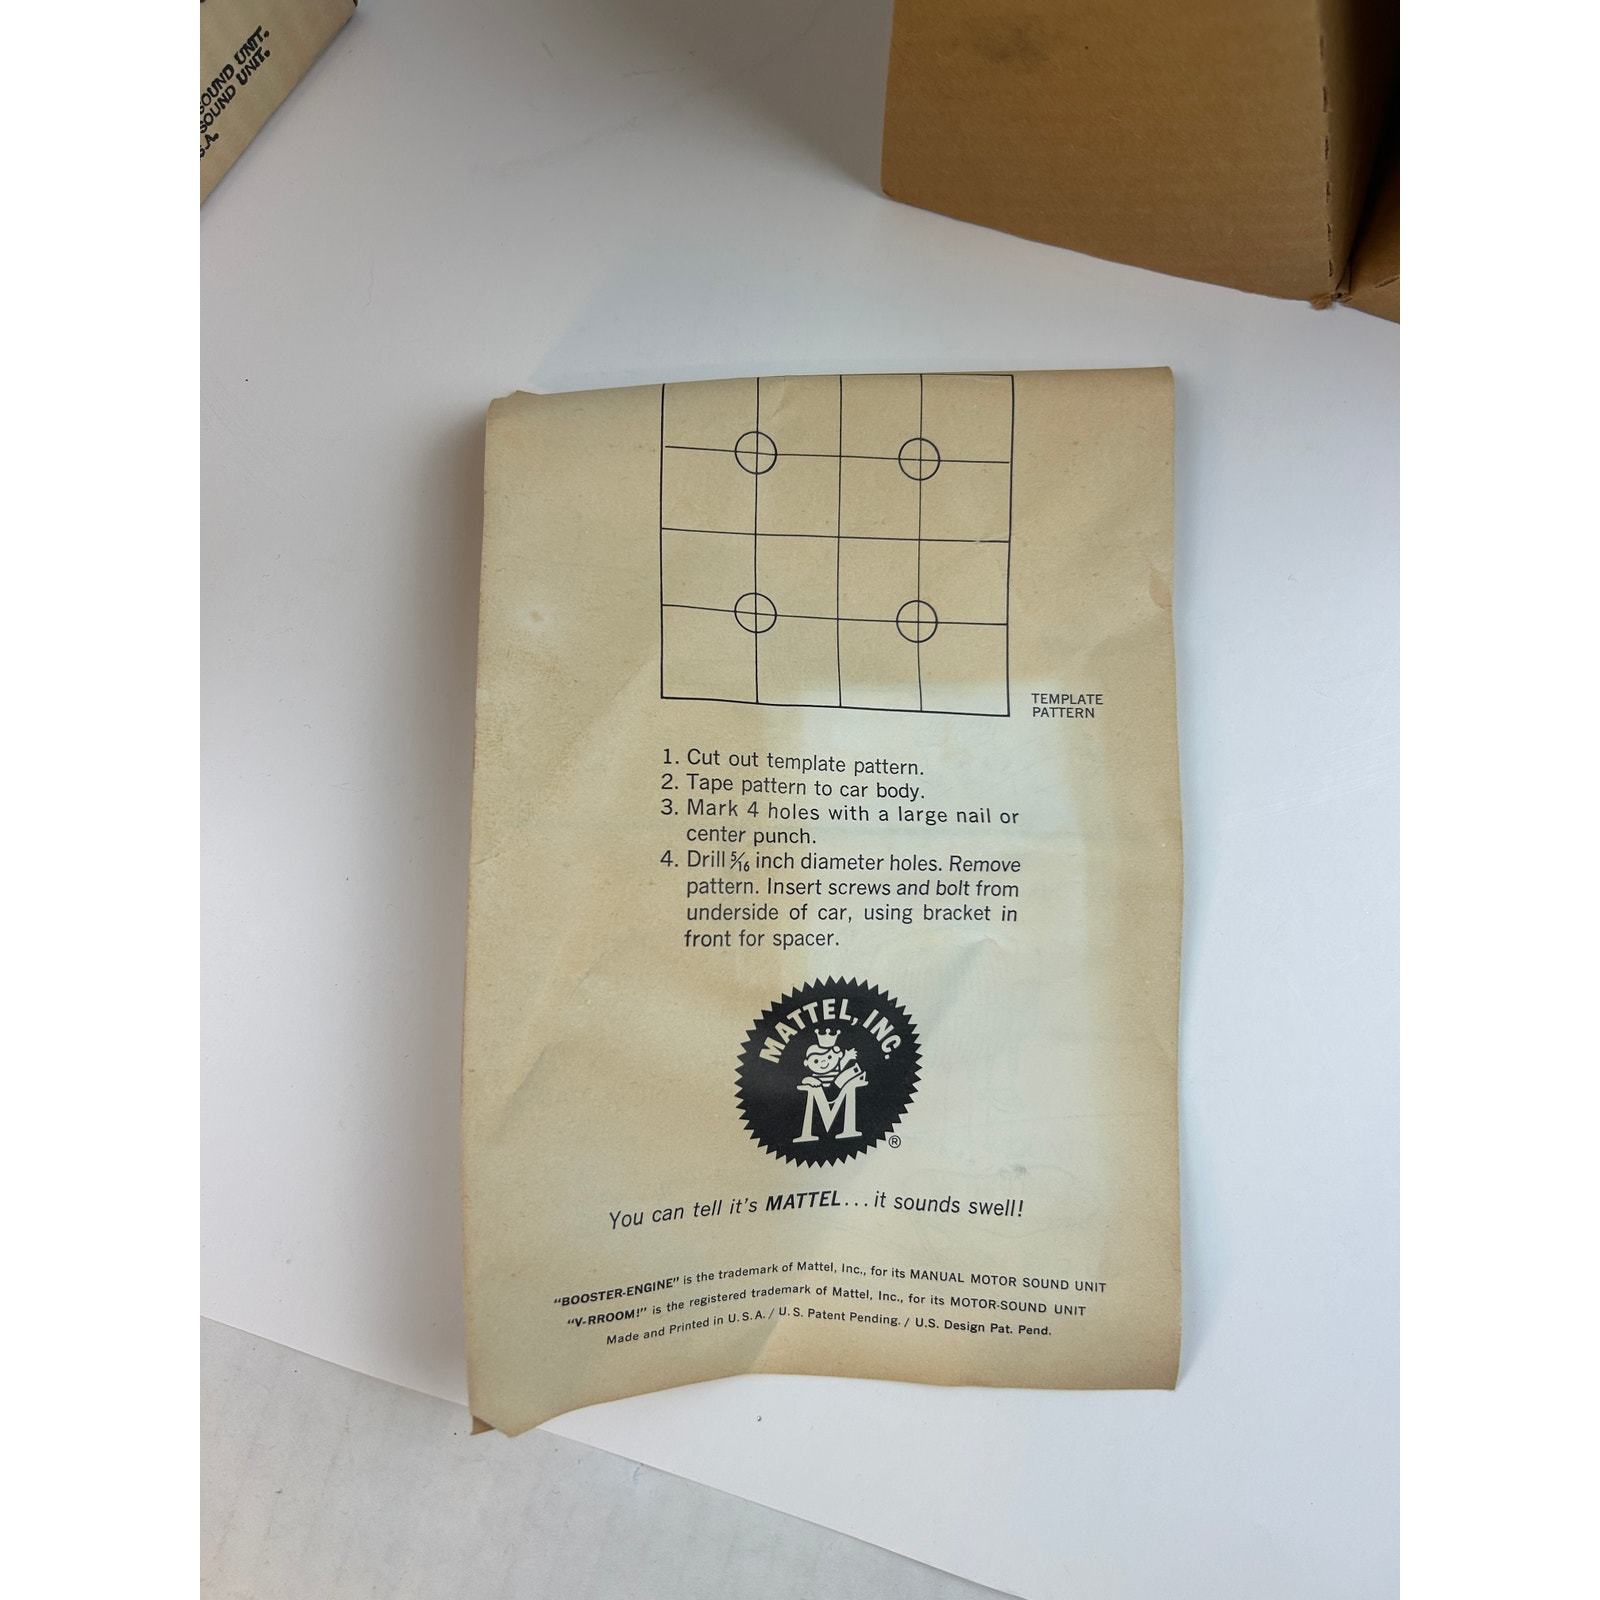 SOUND UNIT.
SOUND UNIT.
S.A.
TEMPLATE
PATTERN
1. Cut out template pattern.
2. Tape pattern to car body.
3. Mark 4 holes with a large nail or
center punch.
4. Drill 5/16 inch diameter holes. Remove
pattern. Insert screws and bolt from
underside of car, using bracket in
front for spacer.
MATTEL, INC.
M
®
You can tell it's MATTEL...it sounds swell!
"BOOSTER-ENGINE" is the trademark of Mattel, Inc., for its MANUAL MOTOR SOUND UNIT
"V-RROOM!" is the registered trademark of Mattel, Inc., for its MOTOR-SOUND UNIT
Made and Printed in U.S.A. / U.S. Patent Pending. / U.S. Design Pat. Pend.